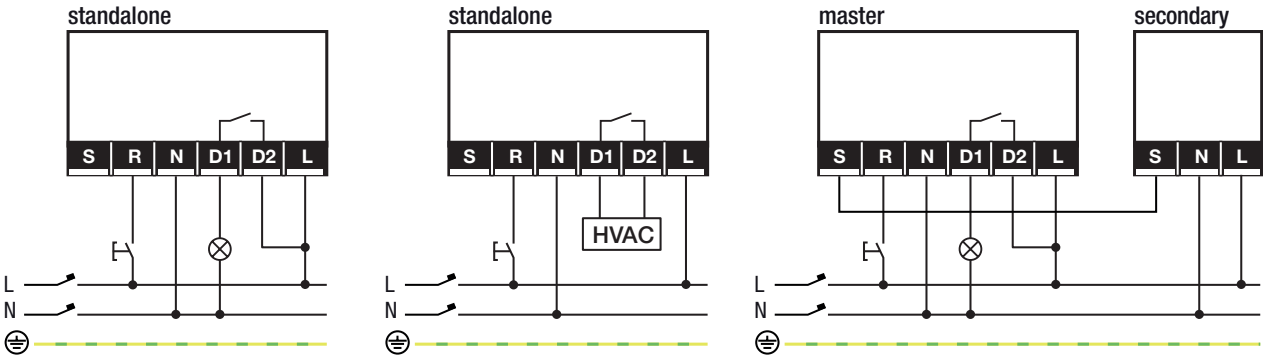 standalone
S R N D1 D2 L
L
N
standalone
S R N D1 D2 L
HVAC
L
N
master
S R N D1 D2 L
secondary
S N L
L
N